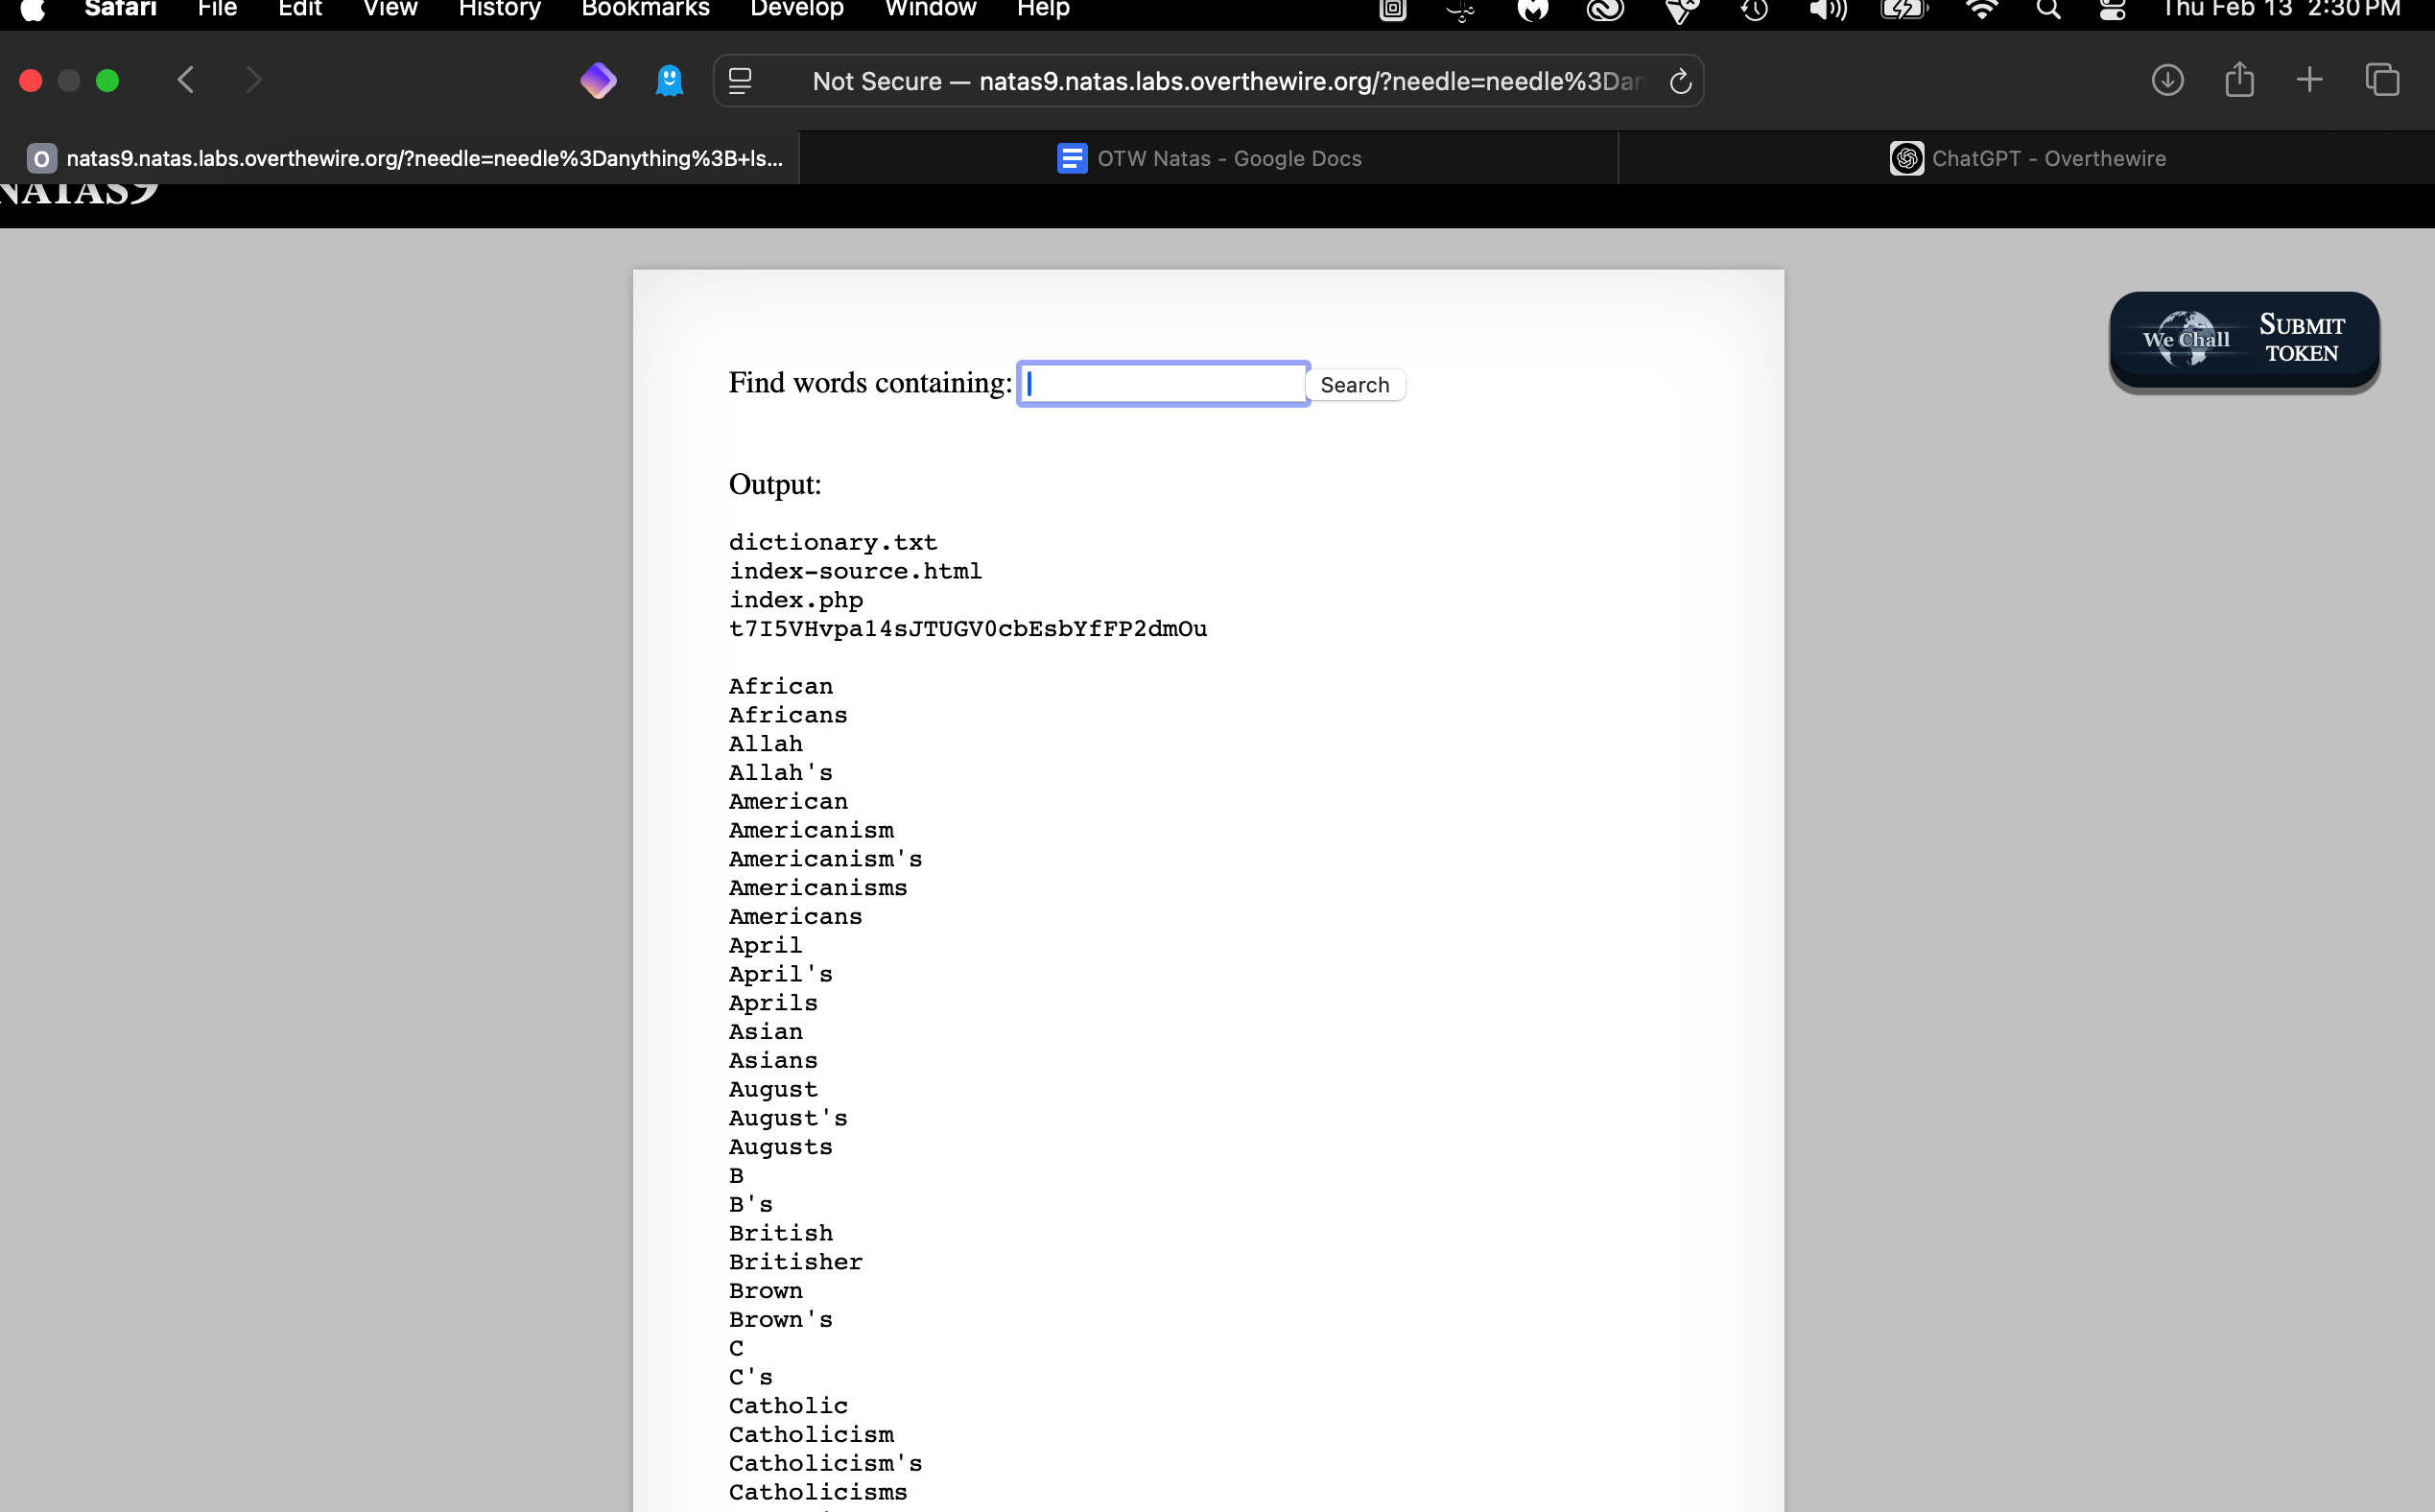 Safari File Edit View History Bookmarks Develop Window Help Thu Feb 13 2:30 PM
Not Secure — natas9.natas.labs.overthewire.org/?needle=needle%3Dan
natas9.natas.labs.overthewire.org/?needle=needle%3Danything%3B+ls... OTW Natas - Google Docs ChatGPT - Overthewire
NATAS9
We Chall SUBMIT TOKEN
Find words containing: Search
Output:
dictionary.txt
index-source.html
index.php
t7I5VHvpa14sJTUGV0cbEsbYfFP2dmOu
African
Africans
Allah
Allah's
American
Americanism
Americanism's
Americanisms
Americans
April
April's
Aprils
Asian
Asians
August
August's
Augusts
B
B's
British
Britisher
Brown
Brown's
C
C's
Catholic
Catholicism
Catholicism's
Catholicisms